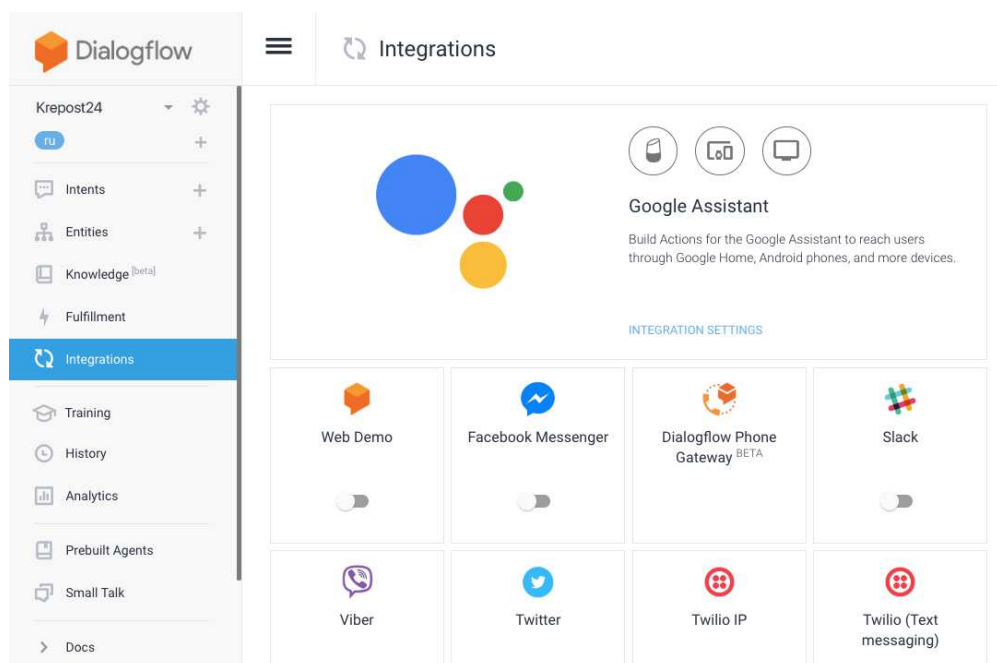 Dialogflow
Integrations
Krepost24
ru
Intents
Entities
Knowledge [beta]
Fulfillment
Integrations
Training
History
Analytics
Prebuilt Agents
Small Talk
Docs
Google Assistant
Build Actions for the Google Assistant to reach users
through Google Home, Android phones, and more devices.
INTEGRATION SETTINGS
Web Demo
Facebook Messenger
Dialogflow Phone
Gateway BETA
Slack
Viber
Twitter
Twilio IP
Twilio (Text
messaging)